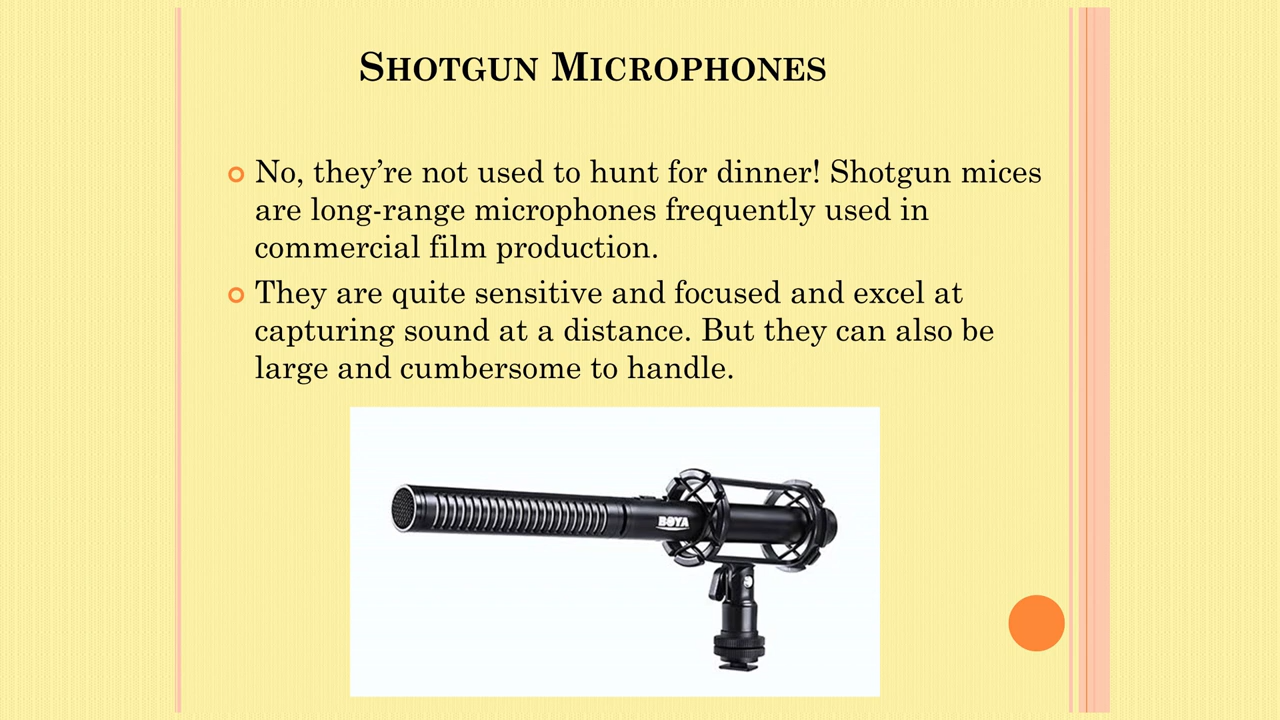 SHOTGUN MICROPHONES
No, they're not used to hunt for dinner! Shotgun mices
are long-range microphones frequently used in
commercial film production.
They are quite sensitive and focused and excel at
capturing sound at a distance. But they can also be
large and cumbersome to handle.
BOYA